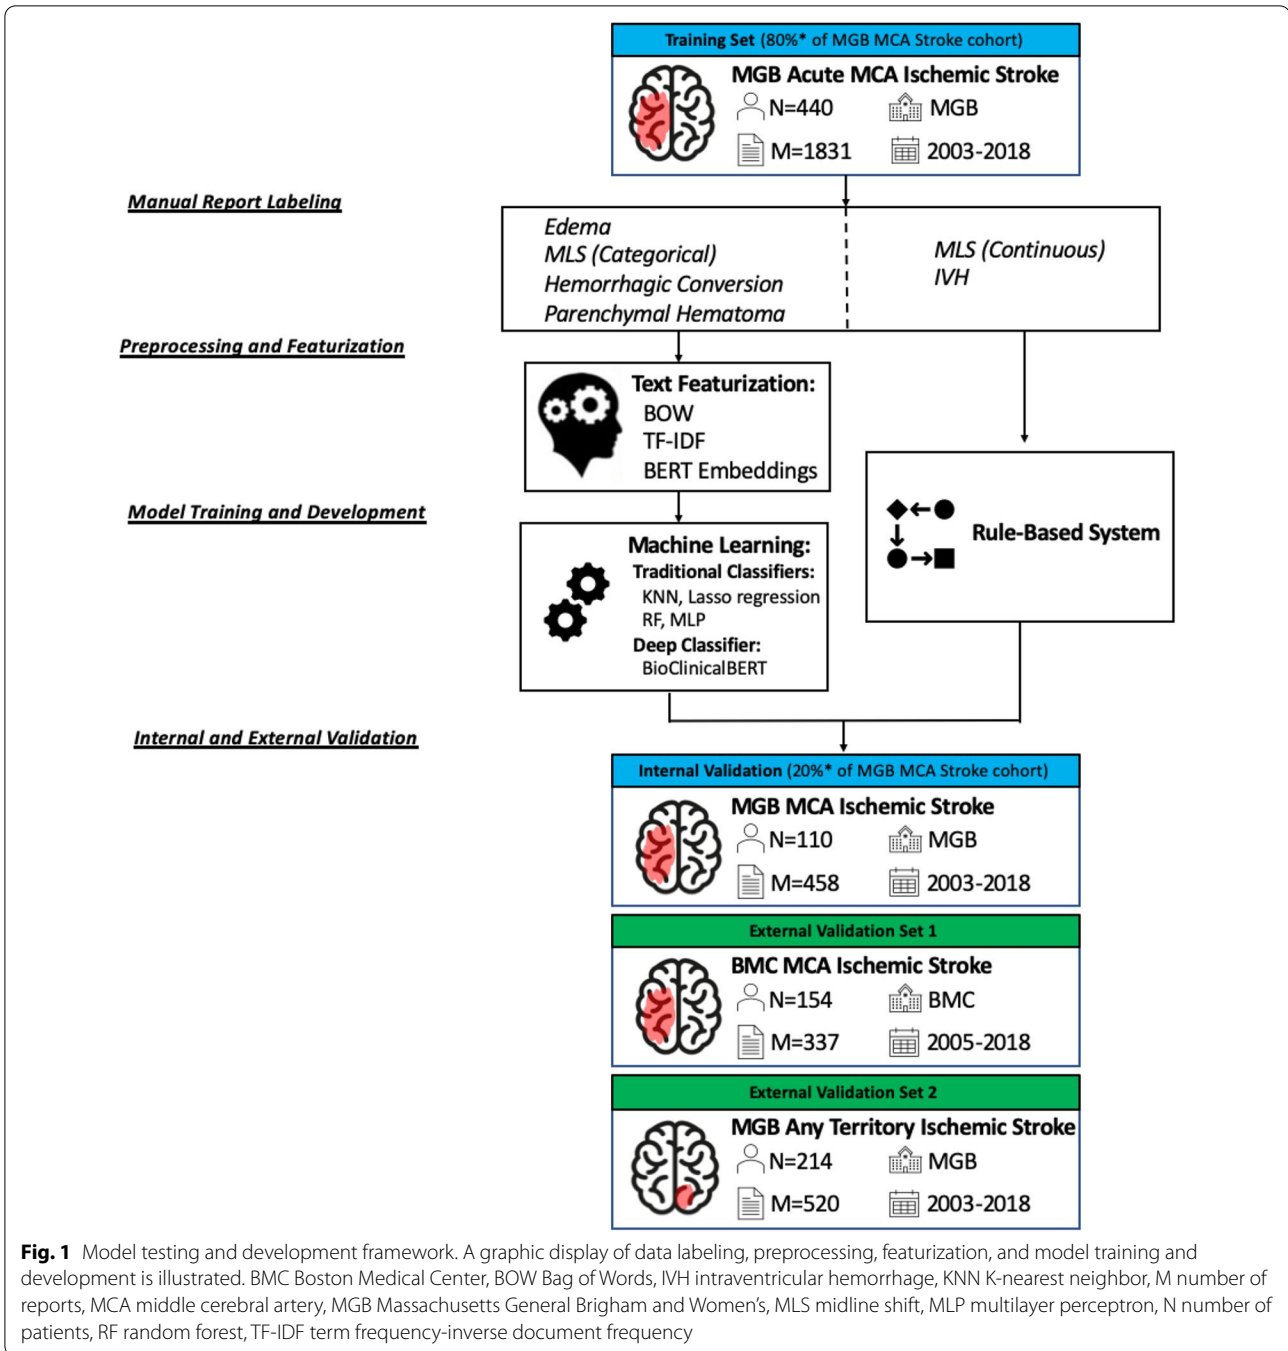 Training Set (80%* of MGB MCA Stroke cohort)
MGB Acute MCA Ischemic Stroke
N=440 MGB
M=1831 2003-2018
Manual Report Labeling
Edema
MLS (Categorical)
Hemorrhagic Conversion
Parenchymal Hematoma
MLS (Continuous)
IVH
Preprocessing and Featurization
Text Featurization:
BOW
TF-IDF
BERT Embeddings
Model Training and Development
Machine Learning:
Traditional Classifiers:
KNN, Lasso regression
RF, MLP
Deep Classifier:
BioClinicalBERT
Rule-Based System
Internal and External Validation
Internal Validation (20%* of MGB MCA Stroke cohort)
MGB MCA Ischemic Stroke
N=110 MGB
M=458 2003-2018
External Validation Set 1
BMC MCA Ischemic Stroke
N=154 BMC
M=337 2005-2018
External Validation Set 2
MGB Any Territory Ischemic Stroke
N=214 MGB
M=520 2003-2018
Fig. 1 Model testing and development framework. A graphic display of data labeling, preprocessing, featurization, and model training and
development is illustrated. BMC Boston Medical Center, BOW Bag of Words, IVH intraventricular hemorrhage, KNN K-nearest neighbor, M number of
reports, MCA middle cerebral artery, MGB Massachusetts General Brigham and Women's, MLS midline shift, MLP multilayer perceptron, N number of
patients, RF random forest, TF-IDF term frequency-inverse document frequency